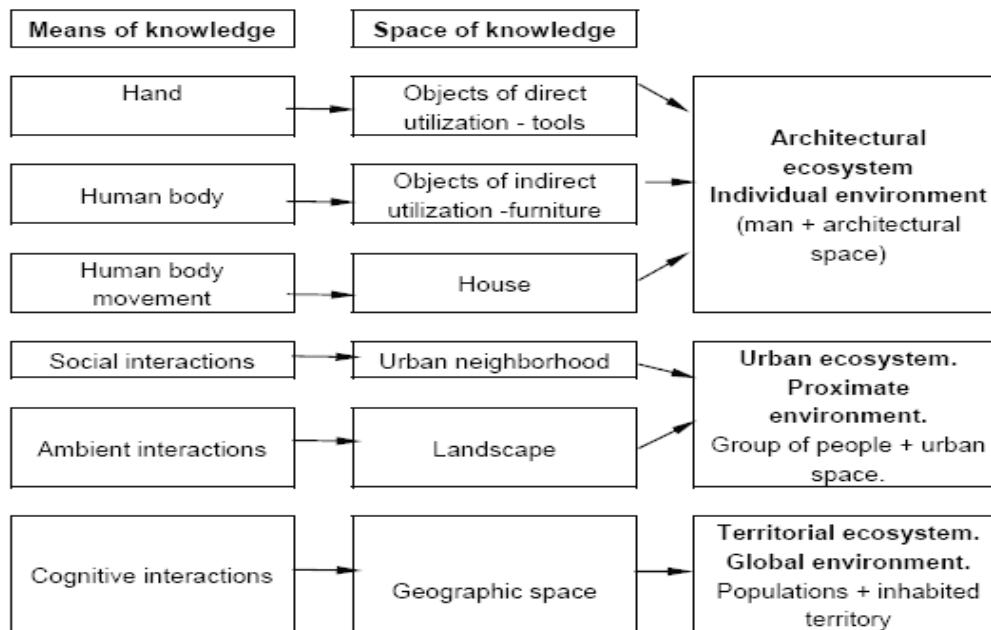 Means of knowledge
Space of knowledge
Hand
Objects of direct
utilization - tools
Architectural
ecosystem
Individual environment
(man + architectural
space)
Human body
Objects of indirect
utilization -furniture
Human body
movement
House
Social interactions
Urban neighborhood
Urban ecosystem.
Proximate
environment.
Group of people + urban
space.
Ambient interactions
Landscape
Cognitive interactions
Geographic space
Territorial ecosystem.
Global environment.
Populations + inhabited
territory